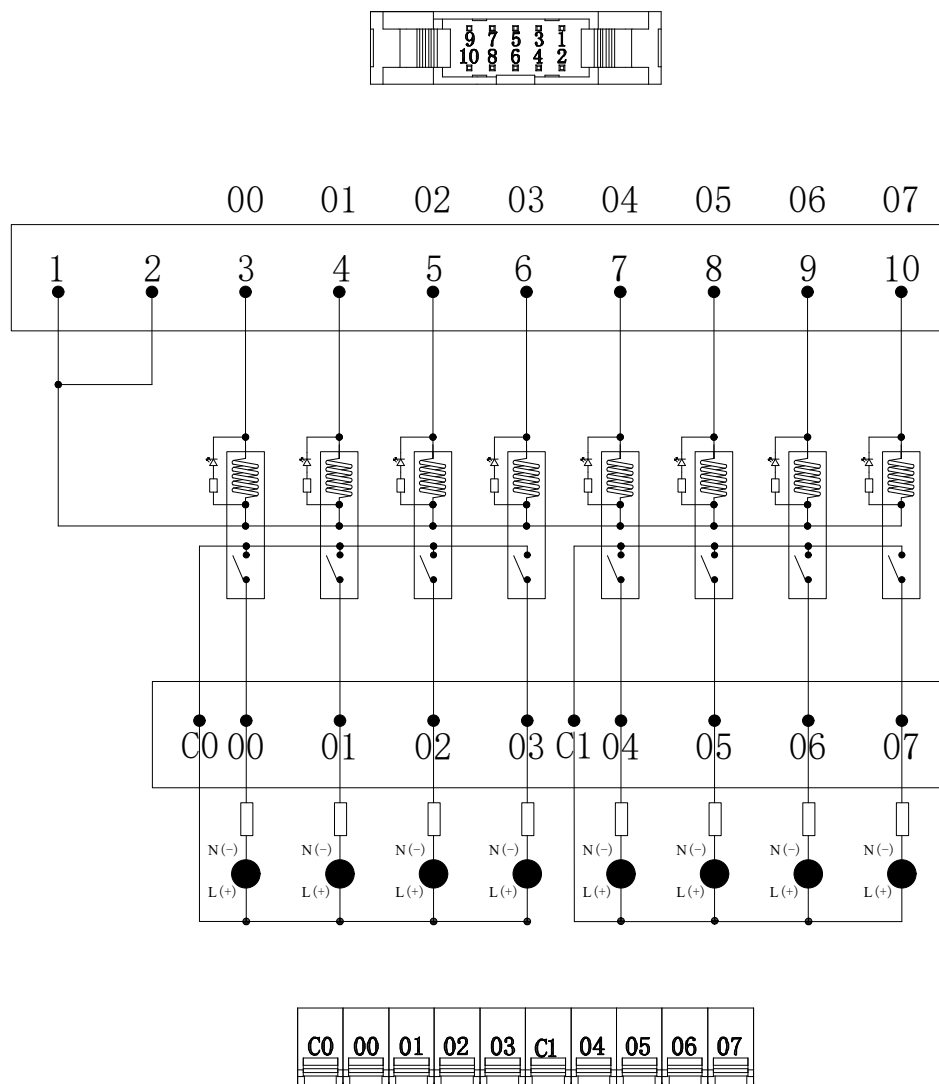 9 7 5 3 1
10 8 6 4 2
00 01 02 03 04 05 06 07
1 2 3 4 5 6 7 8 9 10
C0 00 01 02 03 C1 04 05 06 07
N(-) N(-) N(-) N(-) N(-) N(-) N(-) N(-)
L(+) L(+) L(+) L(+) L(+) L(+) L(+) L(+)
C0 00 01 02 03 C1 04 05 06 07